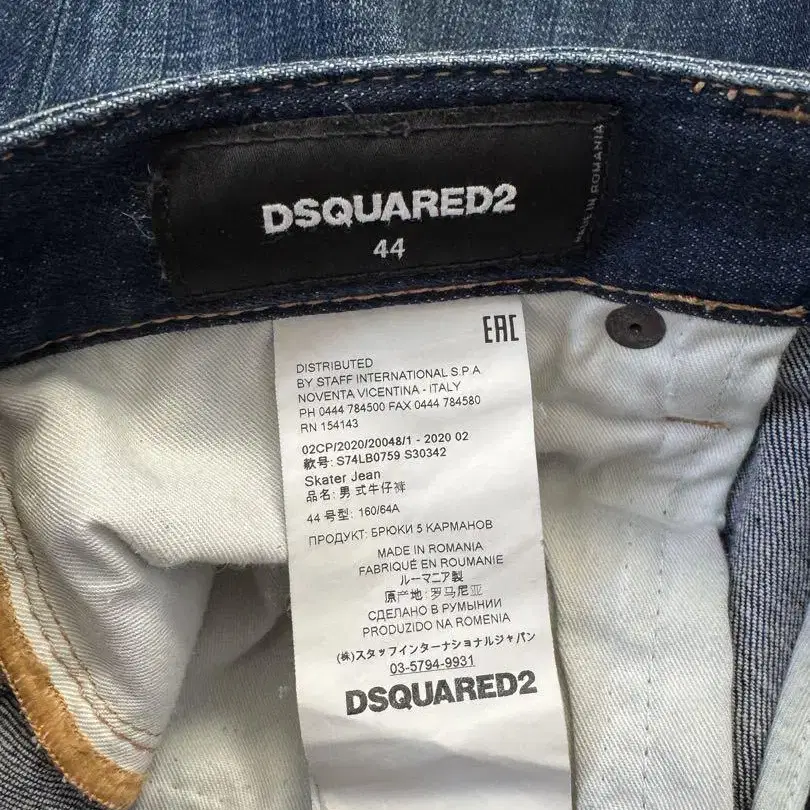 DSQUARED2
44
MADE IN ROMANIA
EAC
DISTRIBUTED
BY STAFF INTERNATIONAL S.P.A
NOVENTA VICENTINA - ITALY
PH 0444 784500 FAX 0444 784580
RN 154143
02CP/2020/20048/1 - 2020 02
款号: S74LB0759 S30342
Skater Jean
品名: 男式牛仔裤
44 号型: 160/64A
ПРОДУКТ: БРЮКИ 5 КАРМАНОВ
MADE IN ROMANIA
FABRIQUÉ EN ROUMANIE
ルーマニア製
原产地: 罗马尼亚
СДЕЛАНО В РУМЫНИИ
PRODUZIDO NA ROMENIA
(株)スタッフインターナショナルジャパン
03-5794-9931
DSQUARED2